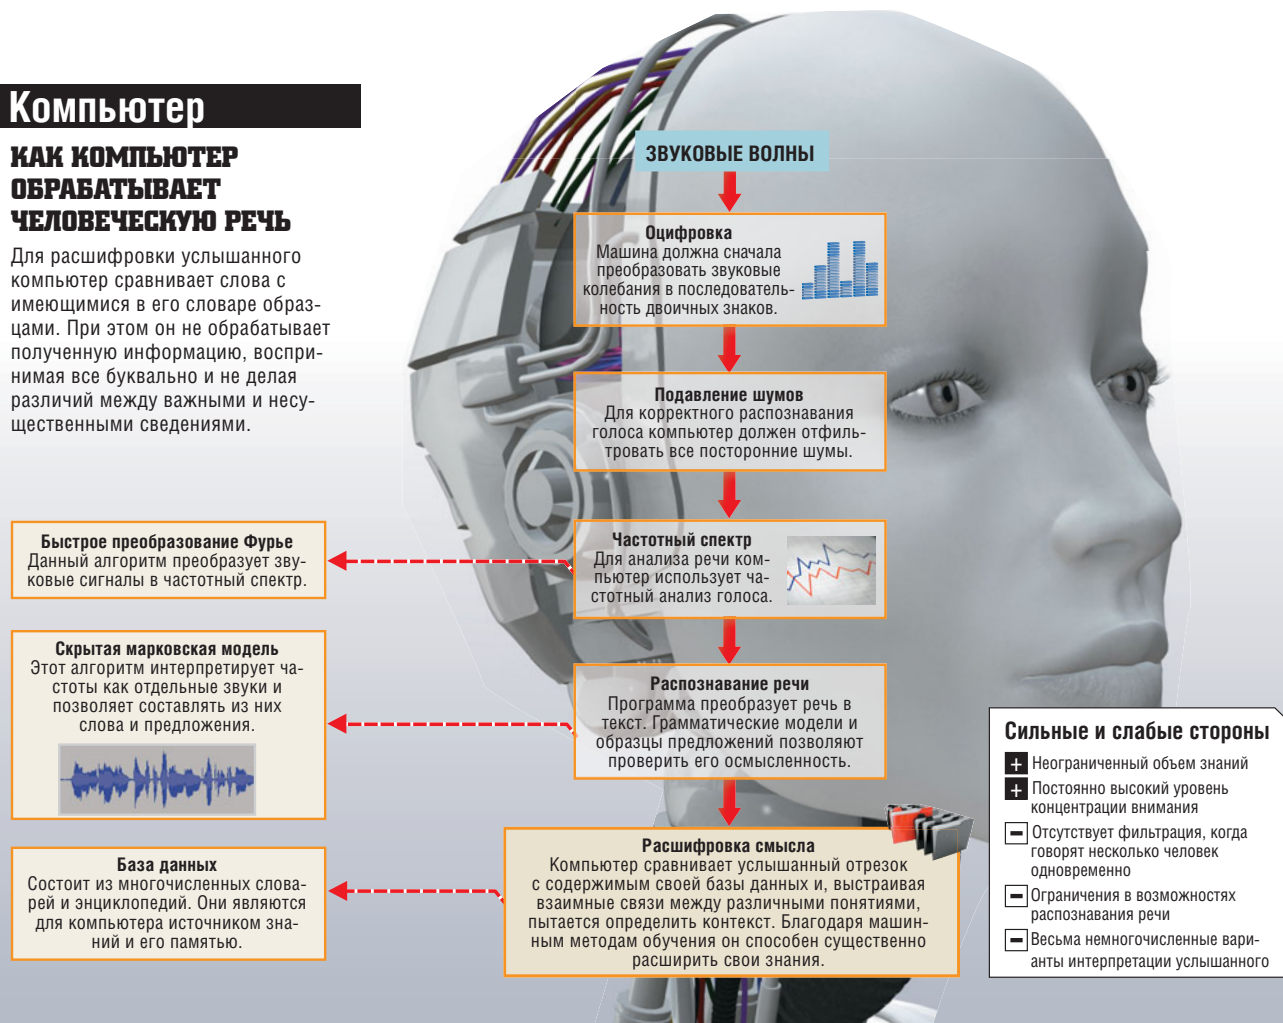 Компьютер
КАК КОМПЬЮТЕР
ОБРАБАТЫВАЕТ
ЧЕЛОВЕЧЕСКУЮ РЕЧЬ
Для расшифровки услышанного
компьютер сравнивает слова с
имеющимися в его словаре образ-
цами. При этом он не обрабатывает
полученную информацию, воспри-
нимая все буквально и не делая
различий между важными и несу-
щественными сведениями.
ЗВУКОВЫЕ ВОЛНЫ
Оцифровка
Машина должна сначала
преобразовать звуковые
колебания в последователь-
ность двоичных знаков.
Подавление шумов
Для корректного распознавания
голоса компьютер должен отфиль-
тровать все посторонние шумы.
Частотный спектр
Для анализа речи ком-
пьютер использует ча-
стотный анализ голоса.
Быстрое преобразование Фурье
Данный алгоритм преобразует зву-
ковые сигналы в частотный спектр.
Распознавание речи
Программа преобразует речь в
текст. Грамматические модели и
образцы предложений позволяют
проверить его осмысленность.
Скрытая марковская модель
Этот алгоритм интерпретирует ча-
стоты как отдельные звуки и
позволяет составлять из них
слова и предложения.
Расшифровка смысла
Компьютер сравнивает услышанный отрезок
с содержимым своей базы данных и, выстраивая
взаимные связи между различными понятиями,
пытается определить контекст. Благодаря машин-
ным методам обучения он способен существенно
расширить свои знания.
База данных
Состоит из многочисленных слова-
рей и энциклопедий. Они являются
для компьютера источником зна-
ний и его памятью.
Сильные и слабые стороны
+ Неограниченный объем знаний
+ Постоянно высокий уровень
концентрации внимания
– Отсутствует фильтрация, когда
говорят несколько человек
одновременно
– Ограничения в возможностях
распознавания речи
– Весьма немногочисленные вари-
анты интерпретации услышанного